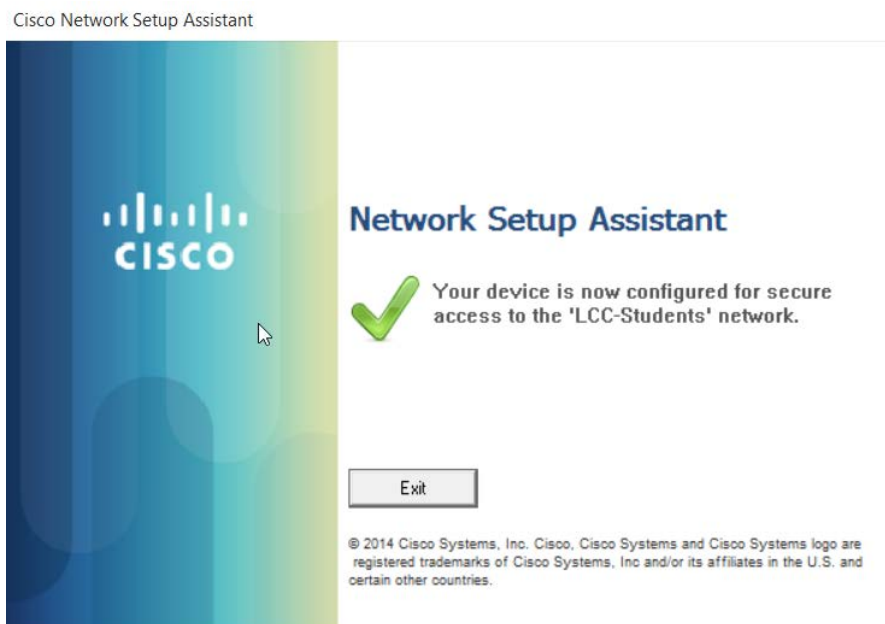 Cisco Network Setup Assistant
CISCO
Network Setup Assistant
Your device is now configured for secure
access to the 'LCC-Students' network.
Exit
© 2014 Cisco Systems, Inc. Cisco, Cisco Systems and Cisco Systems logo are
registered trademarks of Cisco Systems, Inc and/or its affiliates in the U.S. and
certain other countries.